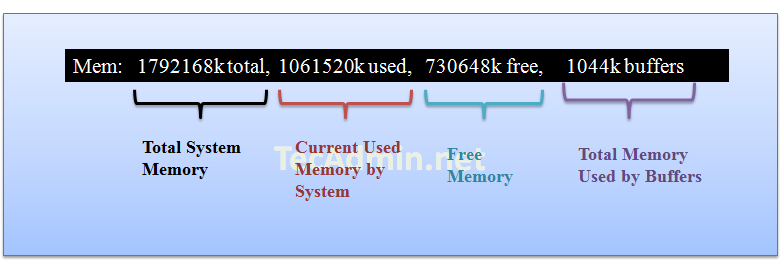 Mem: 1792168k total, 1061520k used, 730648k free, 1044k buffers
Total System
Memory
Current Used
Memory by
System
Free
Memory
Total Memory
Used by Buffers
TecAdmin.net